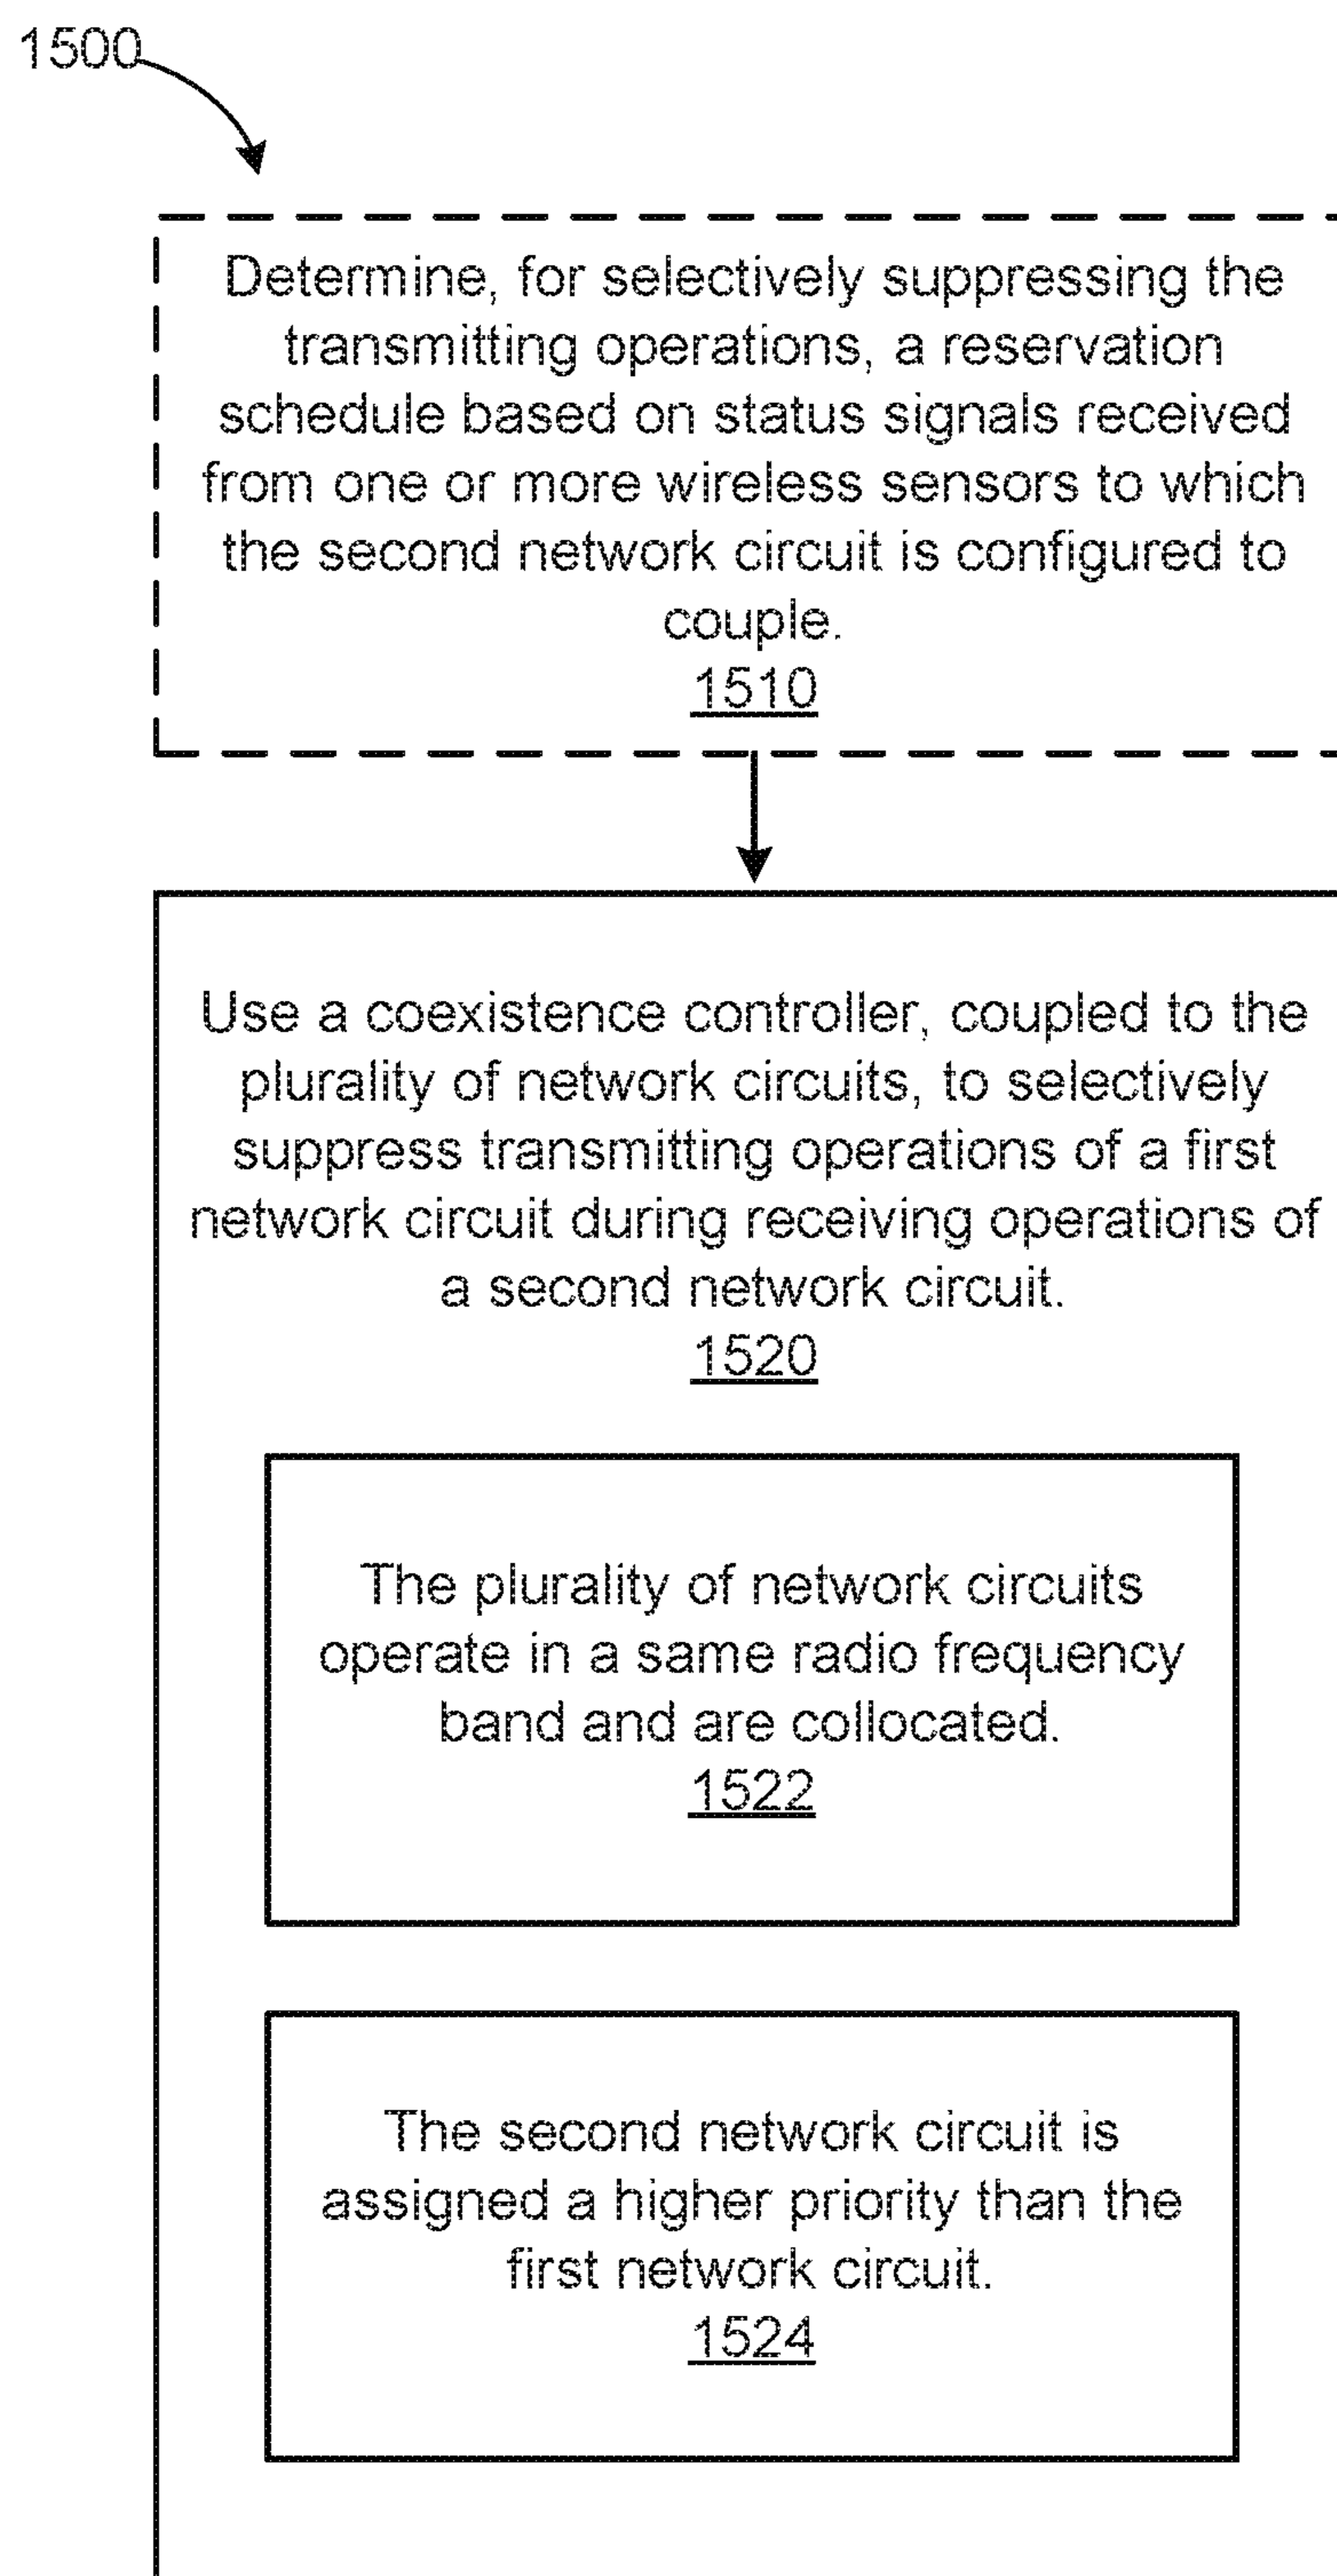 1500
Determine, for selectively suppressing the
transmitting operations, a reservation
schedule based on status signals received
from one or more wireless sensors to which
the second network circuit is configured to
couple.
1510
Use a coexistence controller, coupled to the
plurality of network circuits, to selectively
suppress transmitting operations of a first
network circuit during receiving operations of
a second network circuit.
1520
The plurality of network circuits
operate in a same radio frequency
band and are collocated.
1522
The second network circuit is
assigned a higher priority than the
first network circuit.
1524